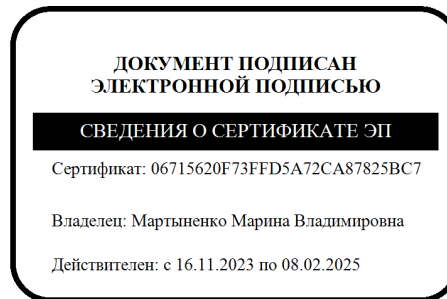 ДОКУМЕНТ ПОДПИСАН
ЭЛЕКТРОННОЙ ПОДПИСЬЮ
СВЕДЕНИЯ О СЕРТИФИКАТЕ ЭП
Сертификат: 06715620F73FFD5A72CA87825BC7
Владелец: Мартыненко Марина Владимировна
Действителен: с 16.11.2023 по 08.02.2025